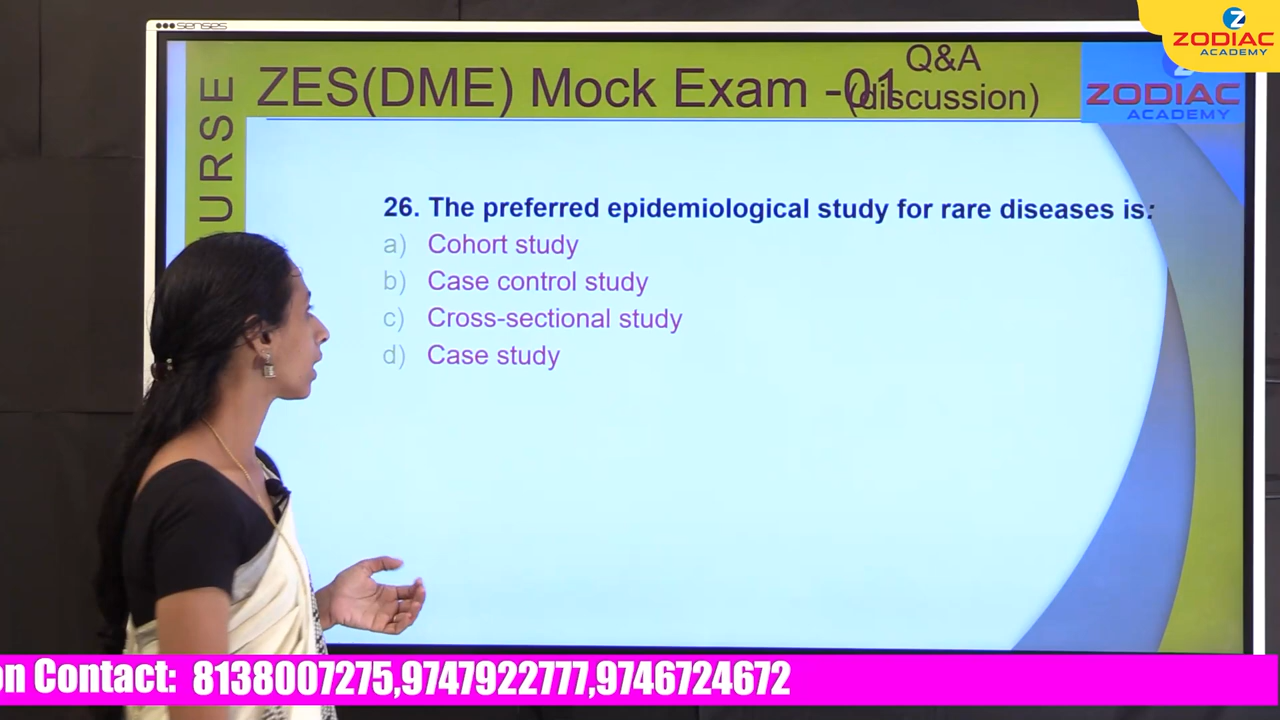 senses
ZODIAC
ACADEMY
ZES(DME) Mock Exam -01
Q&A
(discussion)
ZODIAC
ACADEMY
URSE
26. The preferred epidemiological study for rare diseases is:
a) Cohort study
b) Case control study
c) Cross-sectional study
d) Case study
on Contact: 8138007275,9747922777,9746724672